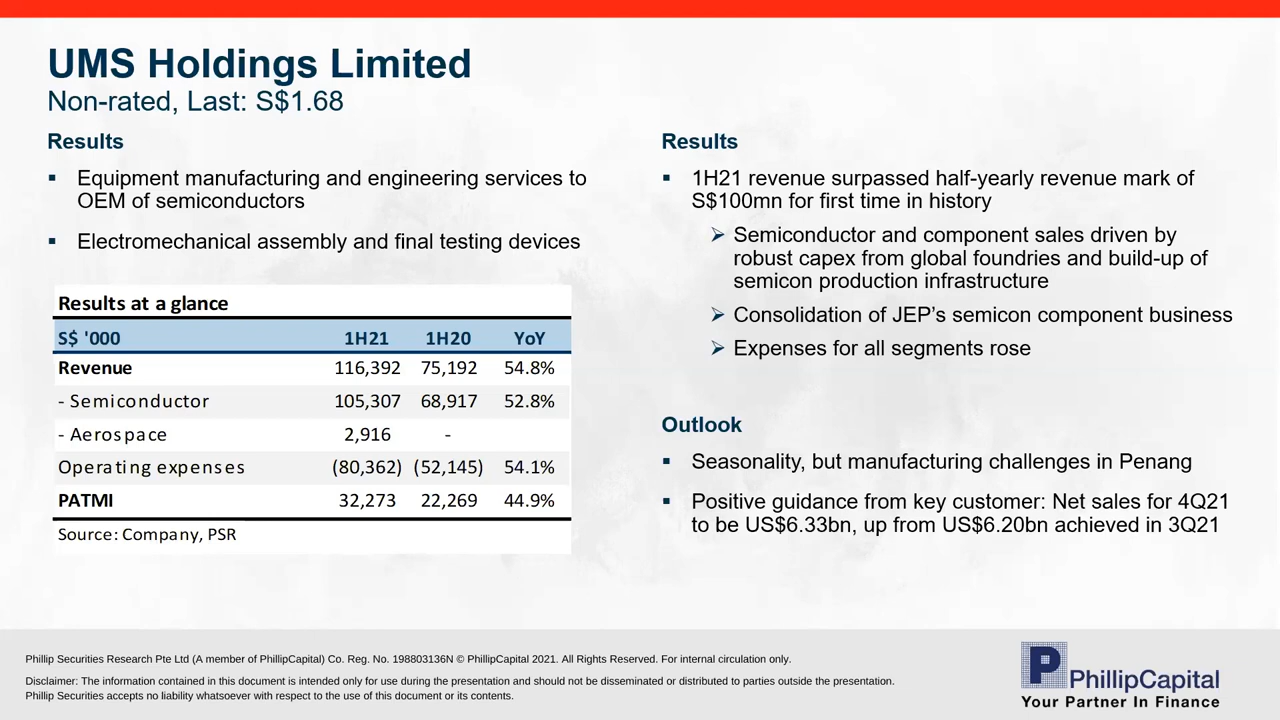 UMS Holdings Limited
Non-rated, Last: S$1.68
Results
▪ Equipment manufacturing and engineering services to
OEM of semiconductors
▪ Electromechanical assembly and final testing devices
Results at a glance
S$ '000 1H21 1H20 YoY
Revenue 116,392 75,192 54.8%
- Semiconductor 105,307 68,917 52.8%
- Aerospace 2,916 -
Operating expenses (80,362) (52,145) 54.1%
PATMI 32,273 22,269 44.9%
Source: Company, PSR
Results
▪ 1H21 revenue surpassed half-yearly revenue mark of
S$100mn for first time in history
➢ Semiconductor and component sales driven by
robust capex from global foundries and build-up of
semicon production infrastructure
➢ Consolidation of JEP’s semicon component business
➢ Expenses for all segments rose
Outlook
▪ Seasonality, but manufacturing challenges in Penang
▪ Positive guidance from key customer: Net sales for 4Q21
to be US$6.33bn, up from US$6.20bn achieved in 3Q21
Phillip Securities Research Pte Ltd (A member of PhillipCapital) Co. Reg. No. 198803136N © PhillipCapital 2021. All Rights Reserved. For internal circulation only.
Disclaimer: The information contained in this document is intended only for use during the presentation and should not be disseminated or distributed to parties outside the presentation.
Phillip Securities accepts no liability whatsoever with respect to the use of this document or its contents.
P PhillipCapital
Your Partner In Finance